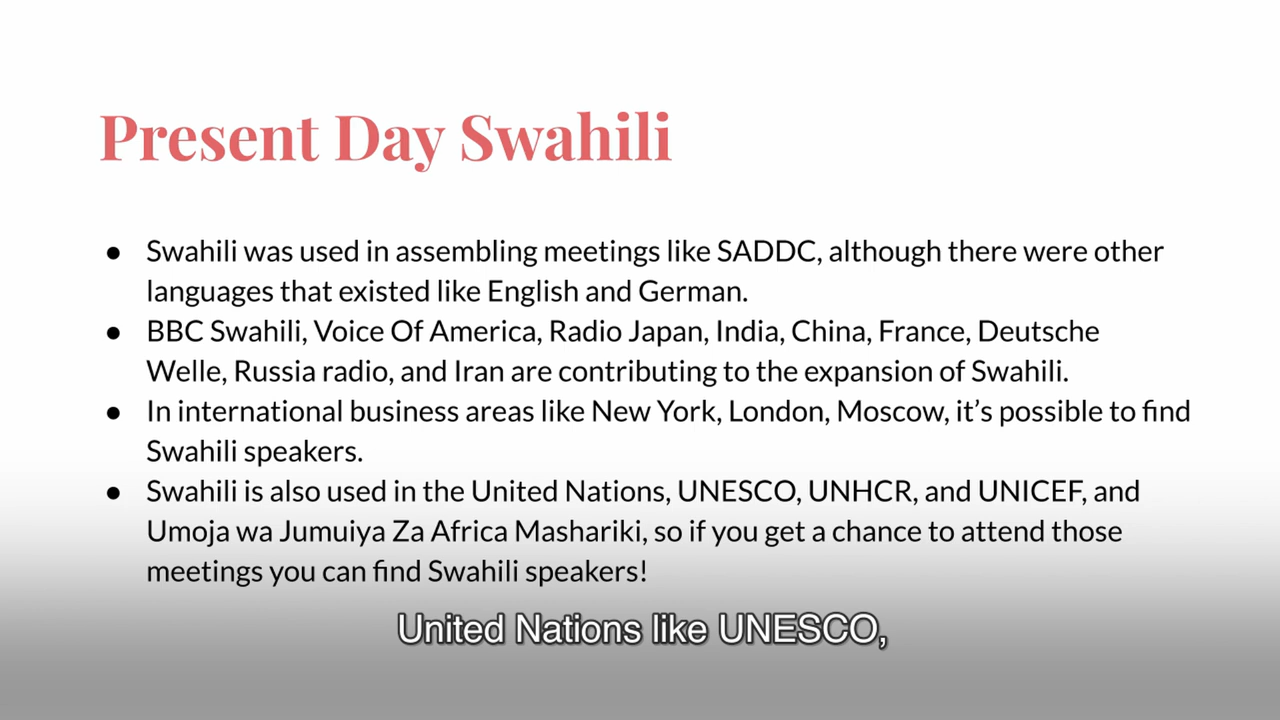 Present Day Swahili
● Swahili was used in assembling meetings like SADDC, although there were other
languages that existed like English and German.
● BBC Swahili, Voice Of America, Radio Japan, India, China, France, Deutsche
Welle, Russia radio, and Iran are contributing to the expansion of Swahili.
● In international business areas like New York, London, Moscow, it’s possible to find
Swahili speakers.
● Swahili is also used in the United Nations, UNESCO, UNHCR, and UNICEF, and
Umoja wa Jumuiya Za Africa Mashariki, so if you get a chance to attend those
meetings you can find Swahili speakers!
United Nations like UNESCO,